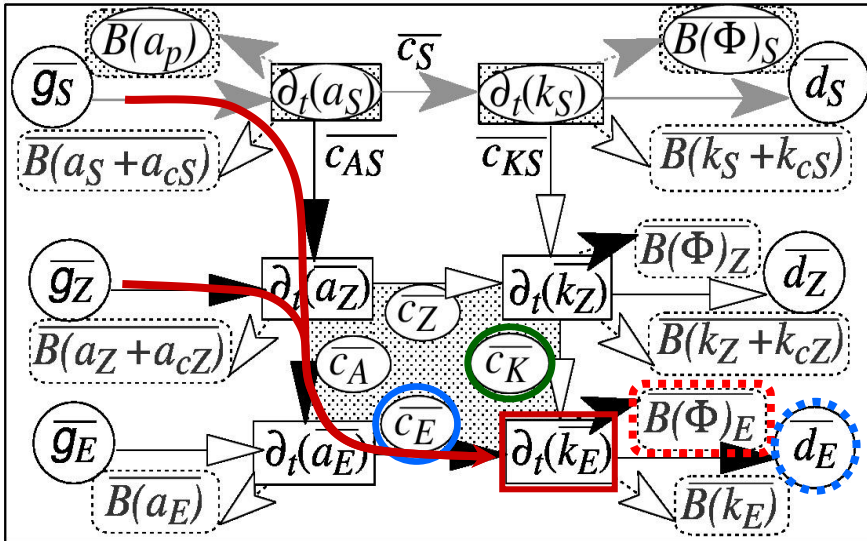 B(a_p) c_S B(Φ)_S
g_S ∂_t(a_S) ∂_t(k_S) d_S
B(a_S + a_cS) c_AS c_KS B(k_S + k_cS)
g_Z ∂_t(a_Z) ∂_t(k_Z) B(Φ)_Z d_Z
B(a_Z + a_cZ) c_Z B(k_Z + k_cZ)
c_A c_K
g_E ∂_t(a_E) c_E ∂_t(k_E) B(Φ)_E d_E
B(a_E) B(k_E)